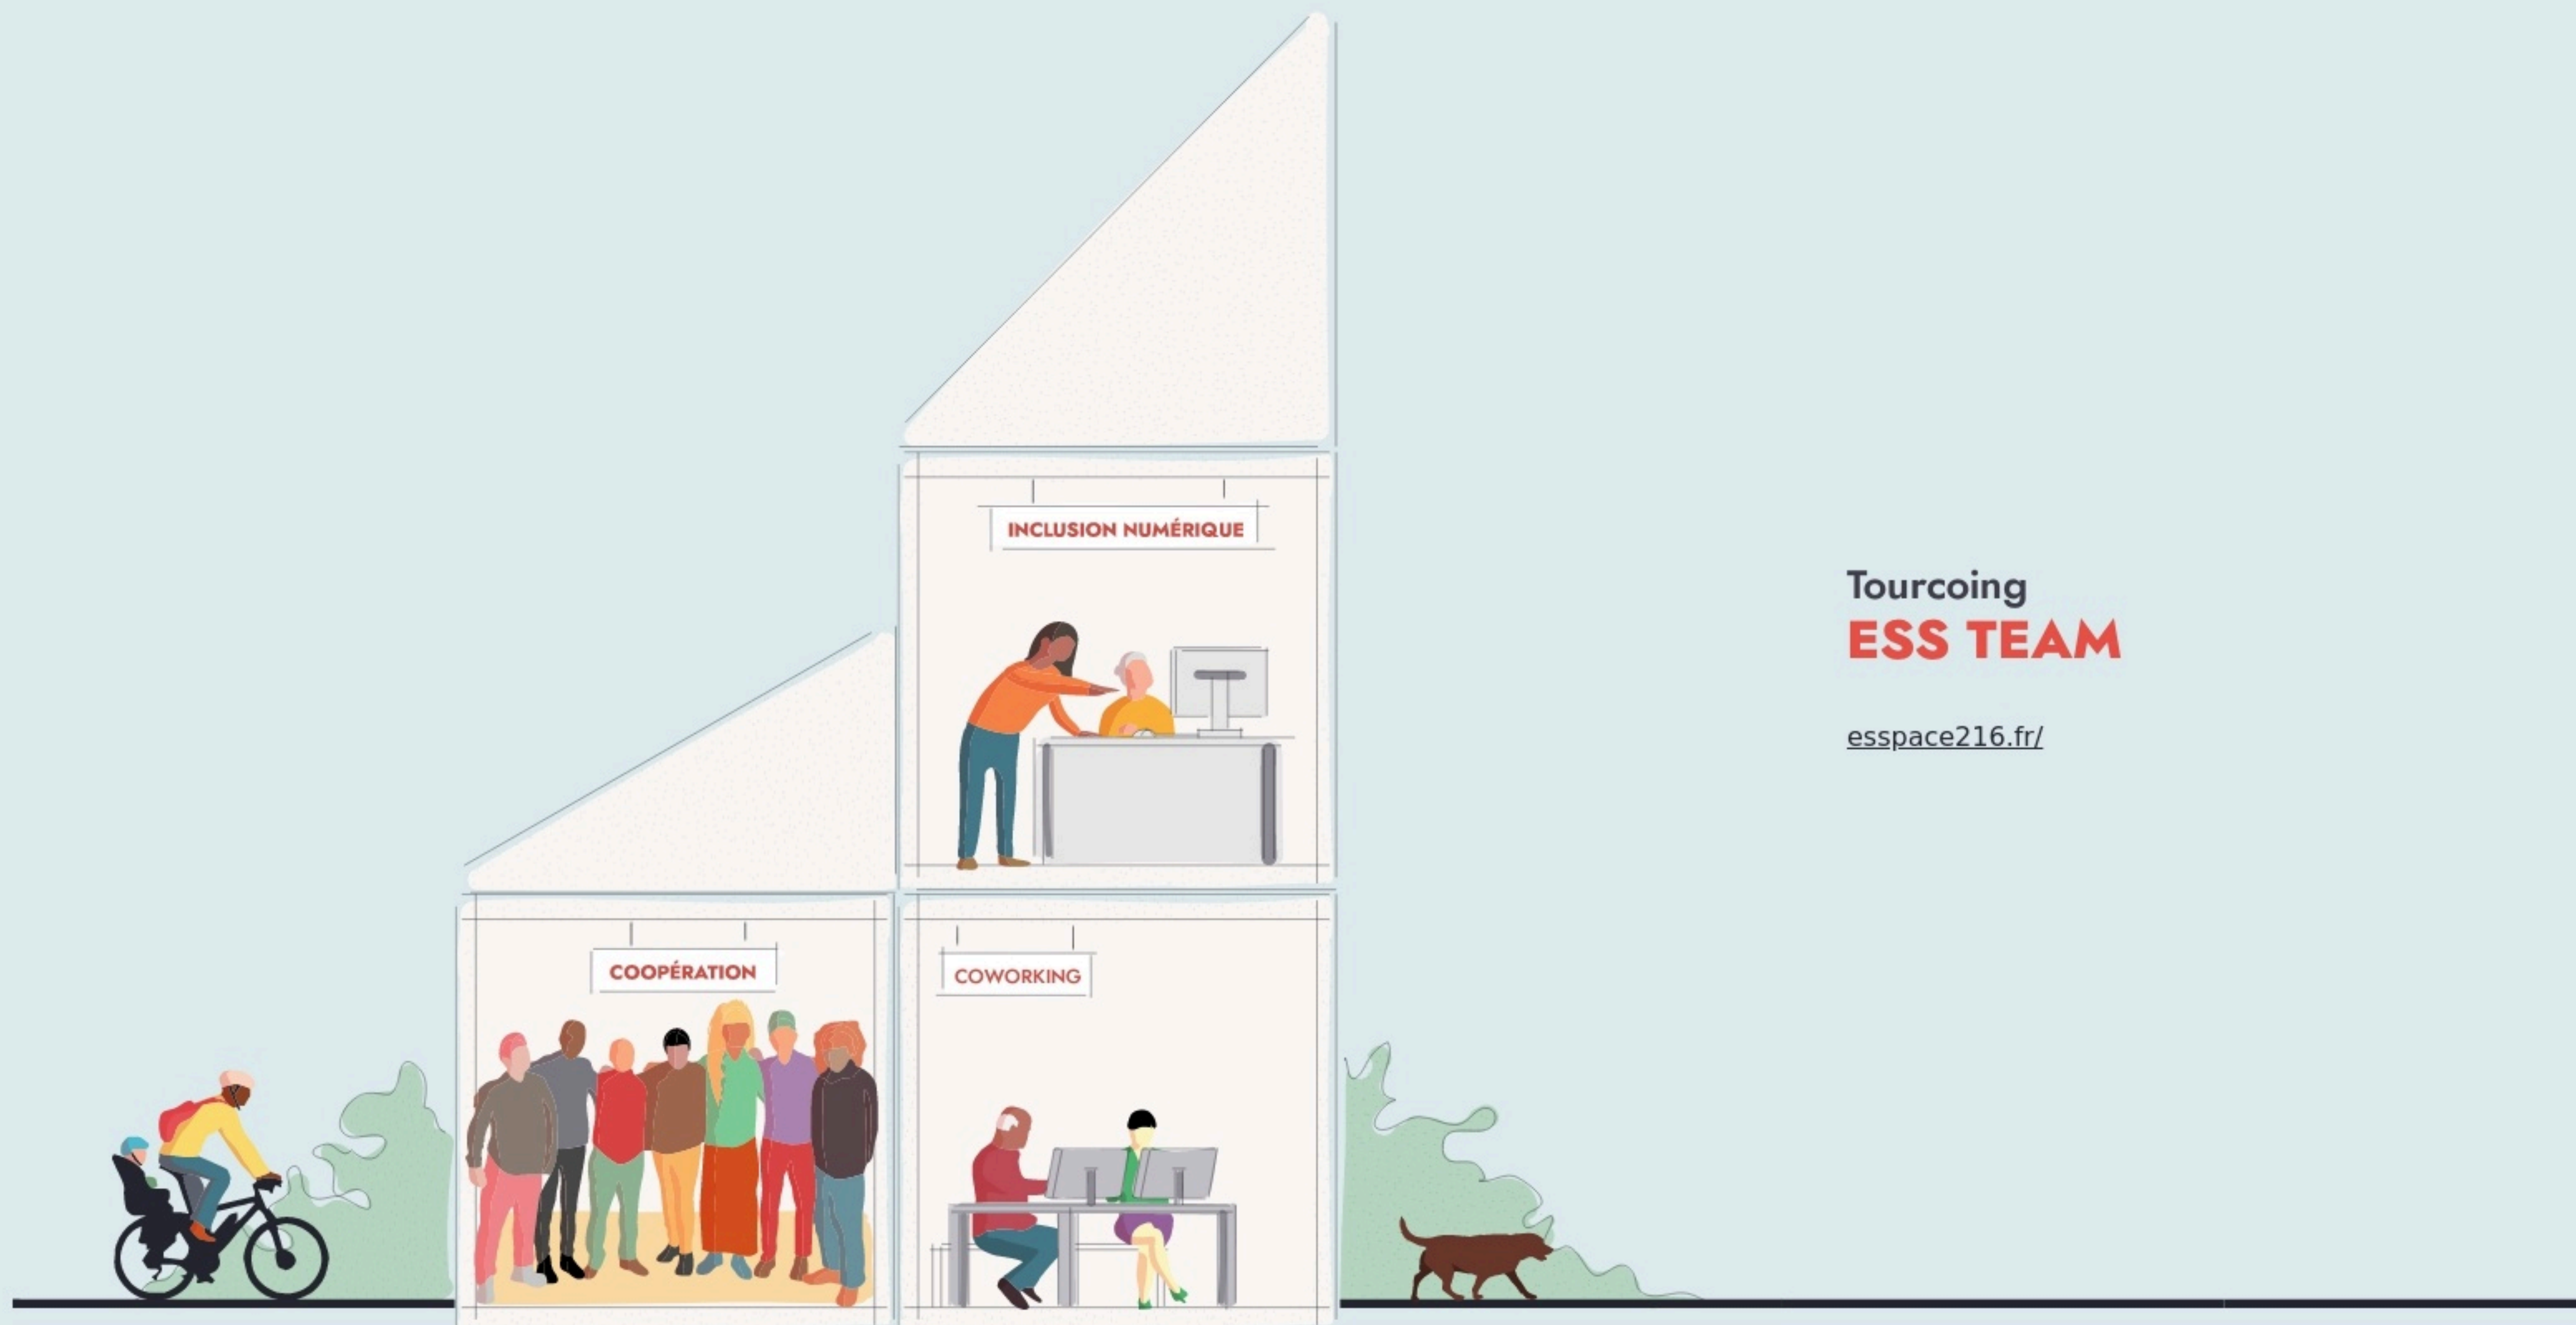 INCLUSION NUMÉRIQUE
Tourcoing
ESS TEAM
esspace216.fr/
COOPÉRATION
COWORKING